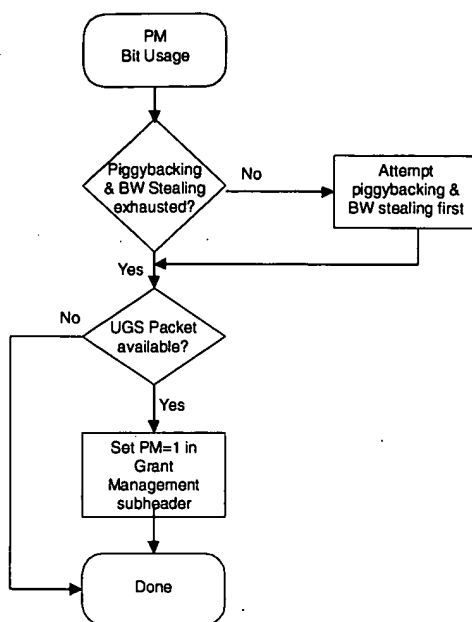 PM
Bit Usage
Piggybacking
& BW Stealing
exhausted?
No
Attempt
piggybacking &
BW stealing first
Yes
No
UGS Packet
available?
Yes
Set PM=1 in
Grant
Management
subheader
Done